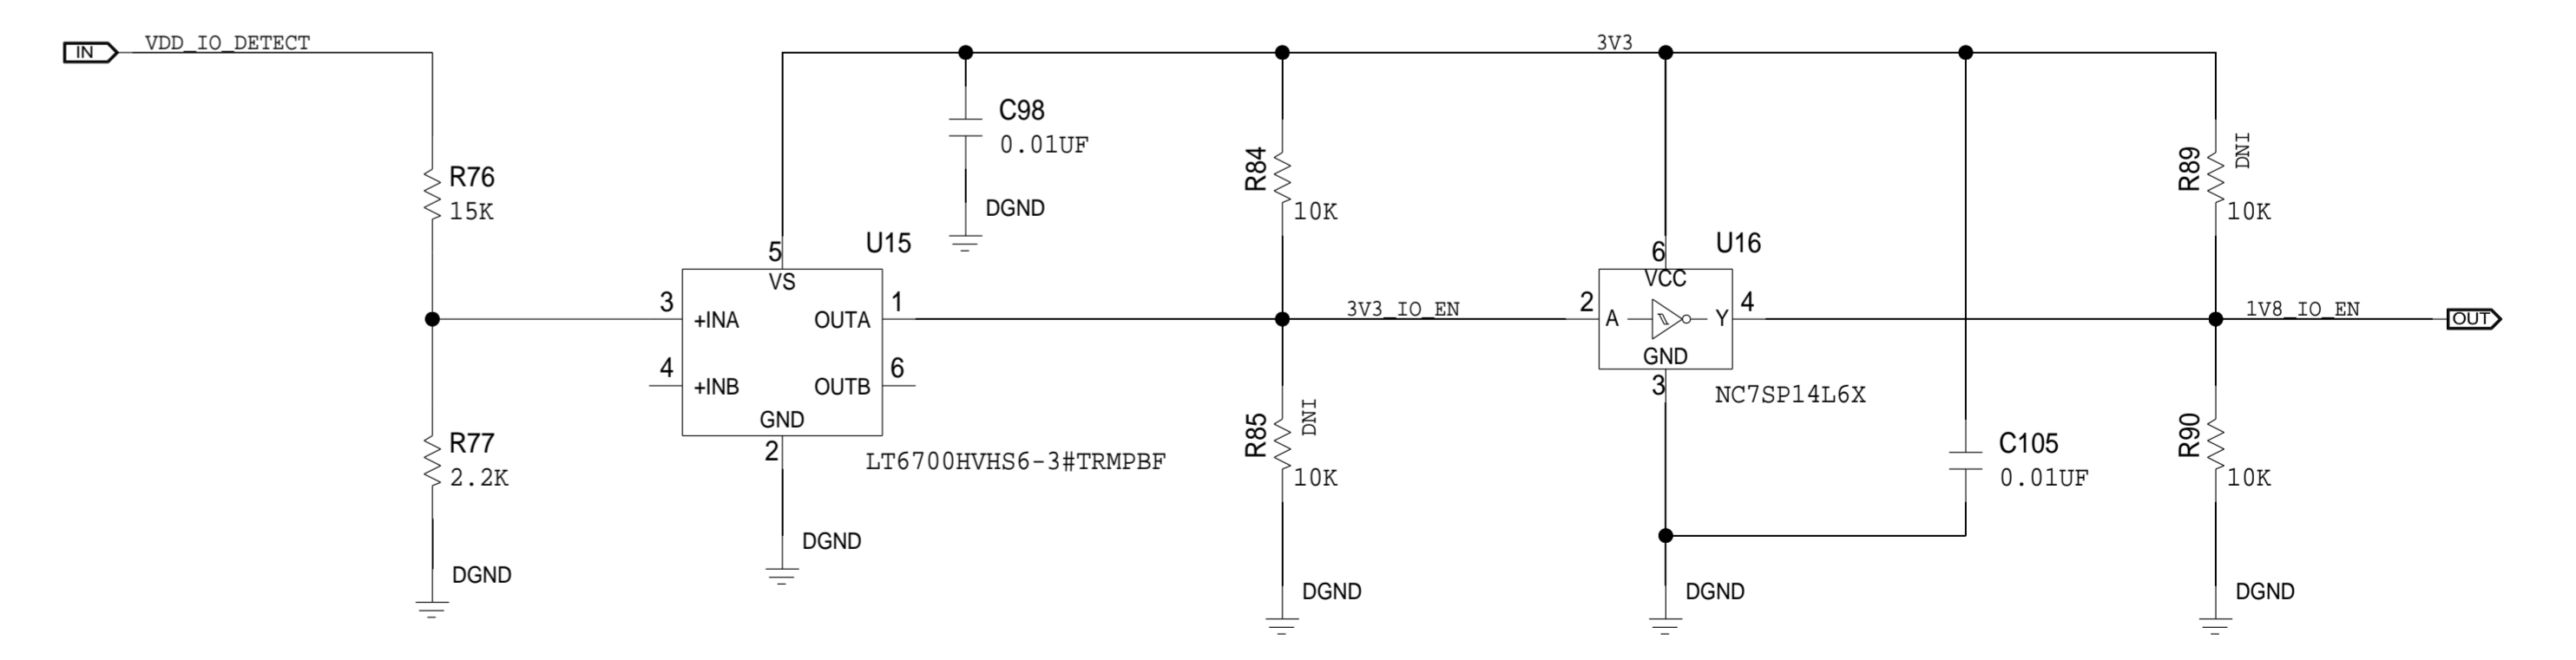 IN
VDD_IO_DETECT
R76
15K
R77
2.2K
DGND
3
4
+INA
+INB
5
VS
OUTA
OUTB
GND
2
1
6
U15
LT6700HVHS6-3#TRMPBF
DGND
C98
0.01UF
DGND
R84
10K
R85
DNI
10K
DGND
3V3_IO_EN
3V3
2
A
6
VCC
GND
3
Y
4
U16
NC7SP14L6X
DGND
C105
0.01UF
R89
DNI
10K
R90
10K
DGND
1V8_IO_EN
OUT